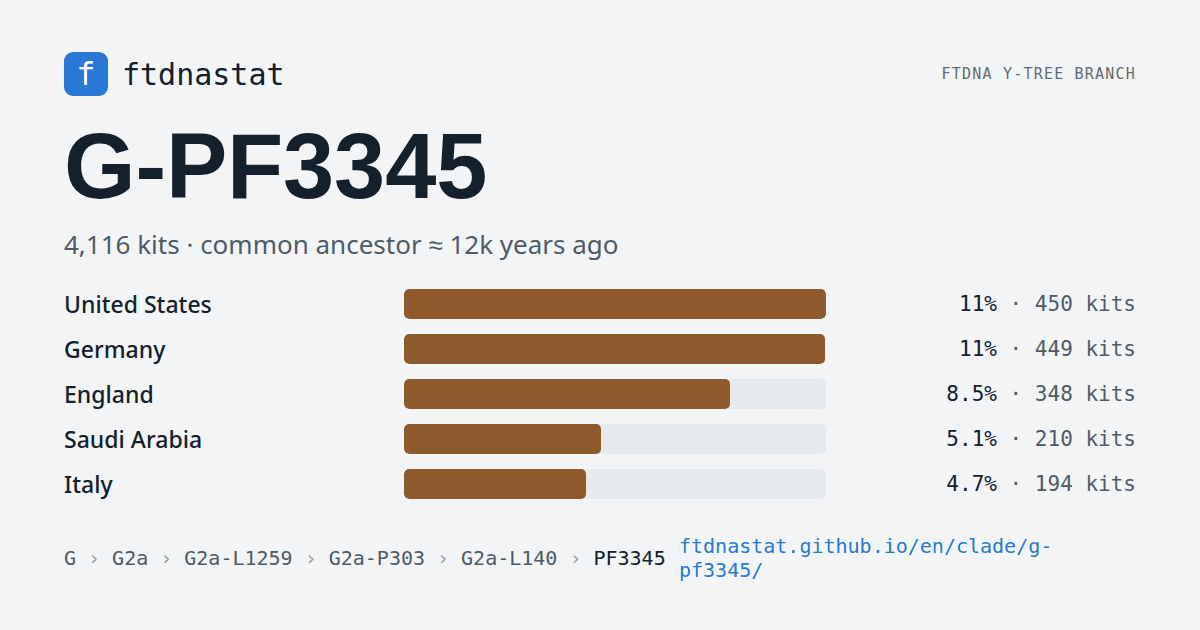 f ftdnastat
FTDNA Y-TREE BRANCH
G-PF3345
4,116 kits · common ancestor ≈ 12k years ago
United States 11% · 450 kits
Germany 11% · 449 kits
England 8.5% · 348 kits
Saudi Arabia 5.1% · 210 kits
Italy 4.7% · 194 kits
G › G2a › G2a-L1259 › G2a-P303 › G2a-L140 › PF3345
ftdnastat.github.io/en/clade/g-
pf3345/